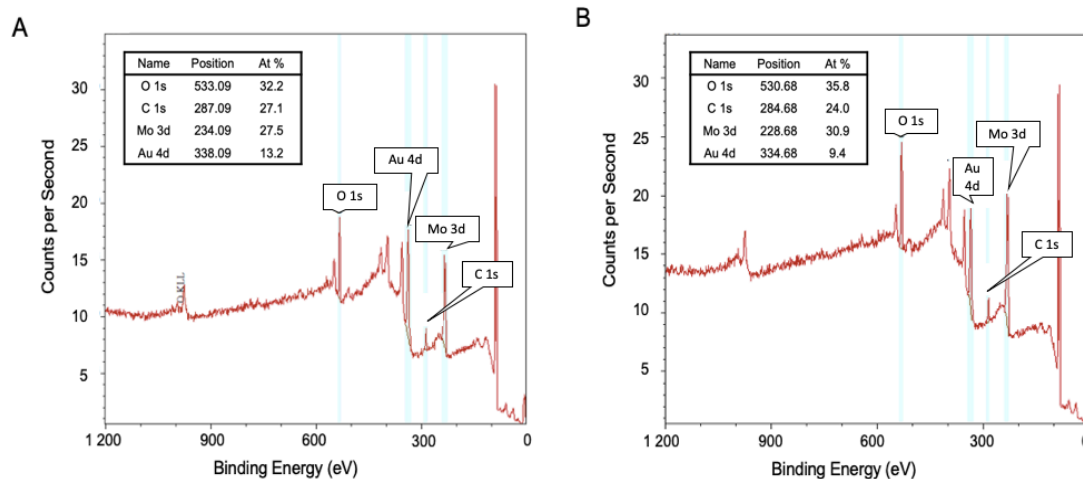 A
Name Position At %
O 1s 533.09 32.2
C 1s 287.09 27.1
Mo 3d 234.09 27.5
Au 4d 338.09 13.2
O 1s
Au 4d
Mo 3d
C 1s
O KLL
Counts per Second
30
25
20
15
10
5
1 200
900
600
300
0
Binding Energy (eV)
B
Name Position At %
O 1s 530.68 35.8
C 1s 284.68 24.0
Mo 3d 228.68 30.9
Au 4d 334.68 9.4
O 1s
Mo 3d
Au
4d
C 1s
Counts per Second
30
25
20
15
10
5
1 200
900
600
300
0
Binding Energy (eV)